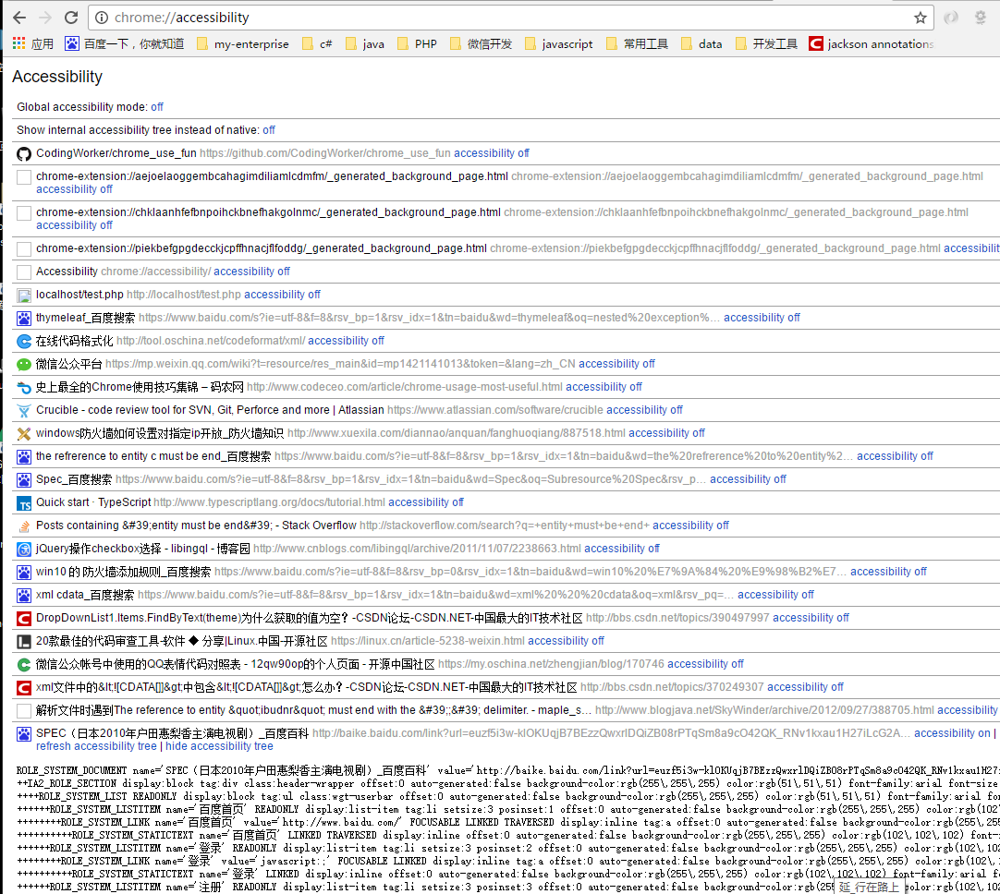 chrome://accessibility
应用 百度一下，你就知道 my-enterprise c# java PHP 微信开发 javascript 常用工具 data 开发工具 jackson annotations
Accessibility
Global accessibility mode: off
Show internal accessibility tree instead of native: off
CodingWorker/chrome_use_fun https://github.com/CodingWorker/chrome_use_fun accessibility off
chrome-extension://aejoelaoggembcahagimdiliamlcdmfm/_generated_background_page.html chrome-extension://aejoelaoggembcahagimdiliamlcdmfm/_generated_background_page.html
accessibility off
chrome-extension://chklaanhfefbnpoihckbnefhakgolnmc/_generated_background_page.html chrome-extension://chklaanhfefbnpoihckbnefhakgolnmc/_generated_background_page.html
accessibility off
chrome-extension://piekbefgpgdecckjcpffhnacjflfoddg/_generated_background_page.html chrome-extension://piekbefgpgdecckjcpffhnacjflfoddg/_generated_background_page.html accessibilit
Accessibility chrome://accessibility/ accessibility off
localhost/test.php http://localhost/test.php accessibility off
thymeleaf_百度搜索 https://www.baidu.com/s?ie=utf-8&f=8&rsv_bp=1&rsv_idx=1&tn=baidu&wd=thymeleaf&oq=nested%20exception%... accessibility off
在线代码格式化 http://tool.oschina.net/codeformat/xml/ accessibility off
微信公众平台 https://mp.weixin.qq.com/wiki?t=resource/res_main&id=mp1421141013&token=&lang=zh_CN accessibility off
史上最全的Chrome使用技巧集锦 – 码农网 http://www.codeceo.com/article/chrome-usage-most-useful.html accessibility off
Crucible - code review tool for SVN, Git, Perforce and more | Atlassian https://www.atlassian.com/software/crucible accessibility off
windows防火墙如何设置对指定ip开放_防火墙知识 http://www.xuexila.com/diannao/anquan/fanghuoqiang/887518.html accessibility off
the refrerence to entity c must be end_百度搜索 https://www.baidu.com/s?ie=utf-8&f=8&rsv_bp=1&rsv_idx=1&tn=baidu&wd=the%20refrerence%20to%20entity%2... accessibility off
Spec_百度搜索 https://www.baidu.com/s?ie=utf-8&f=8&rsv_bp=1&rsv_idx=1&tn=baidu&wd=Spec&oq=Subresource%20Spec&rsv_p... accessibility off
Quick start · TypeScript http://www.typescriptlang.org/docs/tutorial.html accessibility off
Posts containing &#39;entity must be end&#39; - Stack Overflow http://stackoverflow.com/search?q=+entity+must+be+end+ accessibility off
jQuery操作checkbox选择 - libingql - 博客园 http://www.cnblogs.com/libingql/archive/2011/11/07/2238663.html accessibility off
win10 的 防火墙添加规则_百度搜索 https://www.baidu.com/s?ie=utf-8&f=8&rsv_bp=0&rsv_idx=1&tn=baidu&wd=win10%20%E7%9A%84%20%E9%98%B2%E7... accessibility off
xml cdata_百度搜索 https://www.baidu.com/s?ie=utf-8&f=8&rsv_bp=1&rsv_idx=1&tn=baidu&wd=xml%20%20%20cdata&oq=xml&rsv_pq=... accessibility off
DropDownList1.Items.FindByText(theme)为什么获取的值为空？-CSDN论坛-CSDN.NET-中国最大的IT技术社区 http://bbs.csdn.net/topics/390497997 accessibility off
20款最佳的代码审查工具-软件 ◆ 分享|Linux.中国-开源社区 https://linux.cn/article-5238-weixin.html accessibility off
微信公众帐号中使用的QQ表情代码对照表 - 12qw90op的个人页面 - 开源中国社区 https://my.oschina.net/zhengjian/blog/170746 accessibility off
xml文件中的&lt;![CDATA[]]&gt;中包含&lt;![CDATA[]]&gt;怎么办？-CSDN论坛-CSDN.NET-中国最大的IT技术社区 http://bbs.csdn.net/topics/370249307 accessibility off
解析文件时遇到The reference to entity &quot;ibudnr&quot; must end with the &#39;;&#39; delimiter. - maple_s... http://www.blogjava.net/SkyWinder/archive/2012/09/27/388705.html accessibility
SPEC（日本2010年户田惠梨香主演电视剧）_百度百科 http://baike.baidu.com/link?url=euzf5i3w-klOKUqjB7BEzzQwxrlDQiZB08rPTqSm8a9cO42QK_RNv1kxau1H27iLcG2A... accessibility on |
refresh accessibility tree | hide accessibility tree
ROLE_SYSTEM_DOCUMENT name='SPEC（日本2010年户田惠梨香主演电视剧）_百度百科' value='http://baike.baidu.com/link?url=euzf5i3w-klOKUqjB7BEzzQwxrlDQiZB08rPTqSm8a9cO42QK_RNv1kxau1H27i
++IA2_ROLE_SECTION display:block tag:div class:header-wrapper offset:0 auto-generated:false background-color:rgb(255\,255\,255) color:rgb(51\,51\,51) font-family:arial font-size
++++ROLE_SYSTEM_LIST READONLY display:block tag:ul class:wgt-userbar offset:0 auto-generated:false background-color:rgb(255\,255\,255) color:rgb(51\,51\,51) font-family:arial fon
++++++ROLE_SYSTEM_LISTITEM name='百度首页' READONLY display:list-item tag:li setsize:3 posinset:1 offset:0 auto-generated:false background-color:rgb(255\,255\,255) color:rgb(102
++++++++ROLE_SYSTEM_LINK name='百度首页' value='http://www.baidu.com/' FOCUSABLE LINKED TRAVERSED display:inline tag:a offset:0 auto-generated:false background-color:rgb(255\,255
++++++++++ROLE_SYSTEM_STATICTEXT name='百度首页' LINKED TRAVERSED display:inline offset:0 auto-generated:false background-color:rgb(255\,255\,255) color:rgb(102\,102\,102) font-
++++++ROLE_SYSTEM_LISTITEM name='登录' READONLY display:list-item tag:li setsize:3 posinset:2 offset:0 auto-generated:false background-color:rgb(255\,255\,255) color:rgb(102\,102
++++++++ROLE_SYSTEM_LINK name='登录' value='javascript:;' FOCUSABLE LINKED display:inline tag:a offset:0 auto-generated:false background-color:rgb(255\,255\,255) color:rgb(102\,
++++++++++ROLE_SYSTEM_STATICTEXT name='登录' LINKED display:inline offset:0 auto-generated:false background-color:rgb(255\,255\,255) color:rgb(102\,102\,102) font-family:arial f
++++++ROLE_SYSTEM_LISTITEM name='注册' READONLY display:list-item tag:li setsize:3 posinset:3 offset:0 auto-generated:false background-color:rgb(255
延_行在路上